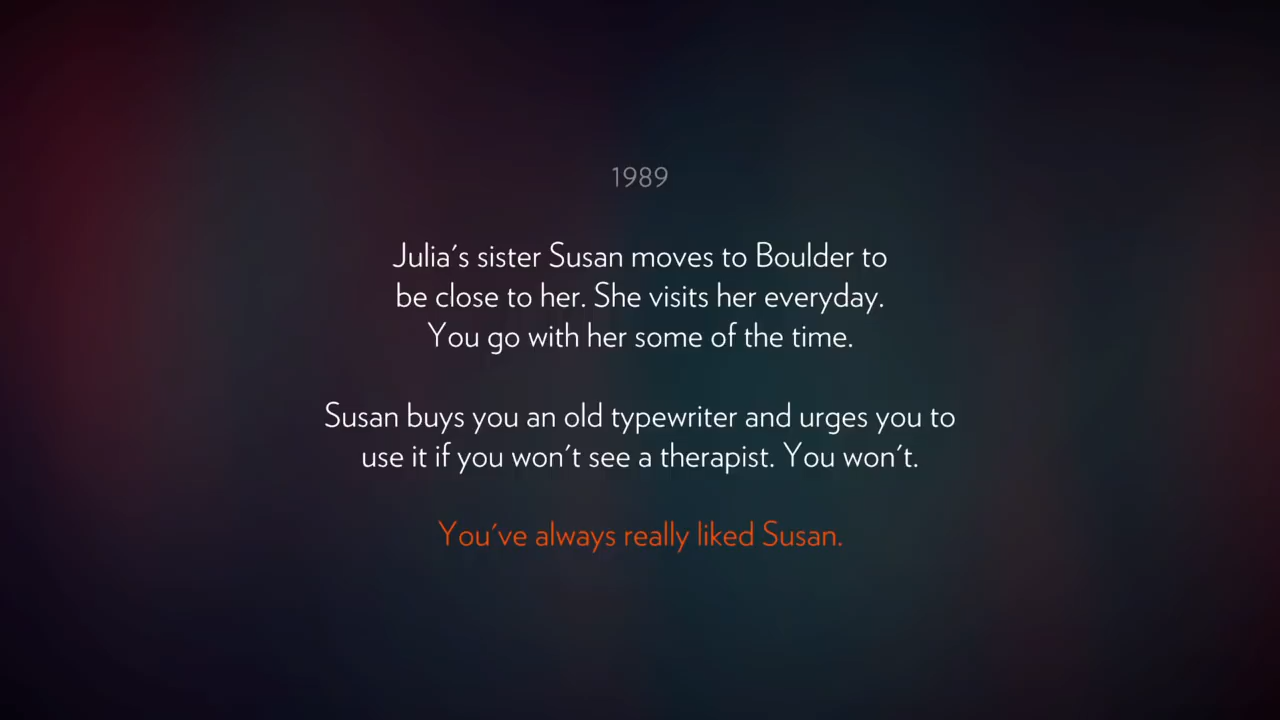 1989
Julia's sister Susan moves to Boulder to
be close to her. She visits her everyday.
You go with her some of the time.
Susan buys you an old typewriter and urges you to
use it if you won't see a therapist. You won't.
You've always really liked Susan.